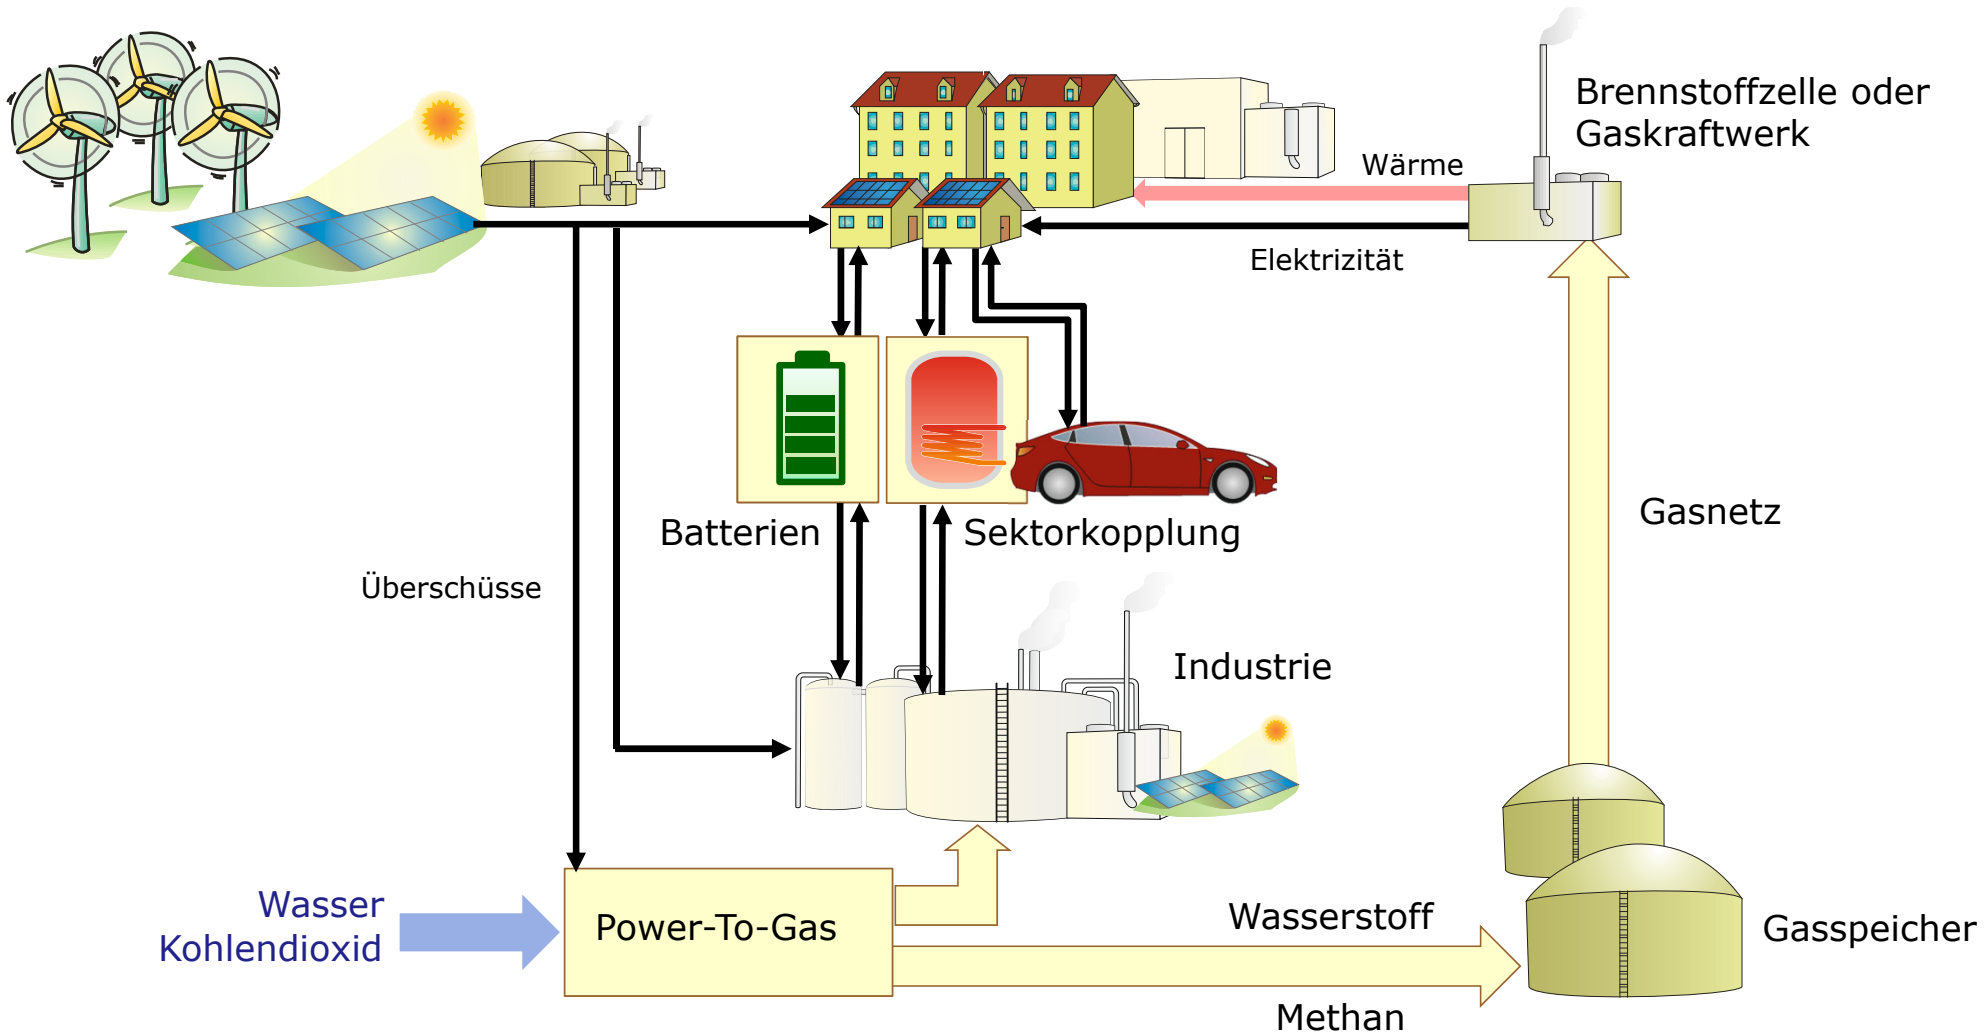 Brennstoffzelle oder
Gaskraftwerk
Wärme
Elektrizität
Gasnetz
Batterien
Sektorkopplung
Überschüsse
Industrie
Wasser
Kohlendioxid
Power-To-Gas
Wasserstoff
Methan
Gasspeicher